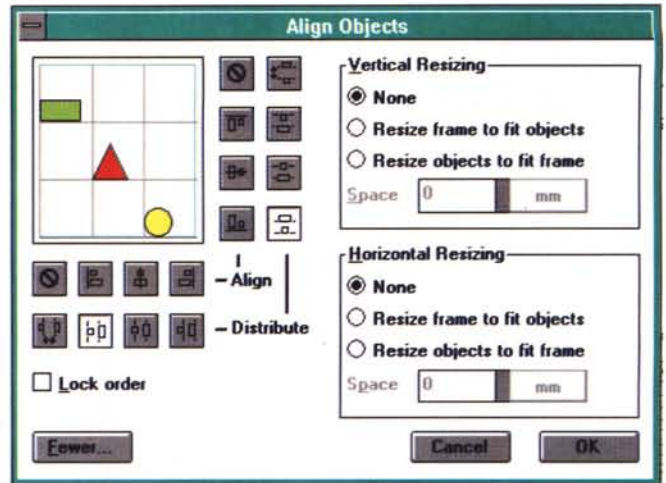 Align Objects
Vertical Resizing
None
Resize frame to fit objects
Resize objects to fit frame
Space 0 mm
Align
Distribute
Lock order
Fewer...
Horizontal Resizing
None
Resize frame to fit objects
Resize objects to fit frame
Space 0 mm
Cancel
OK